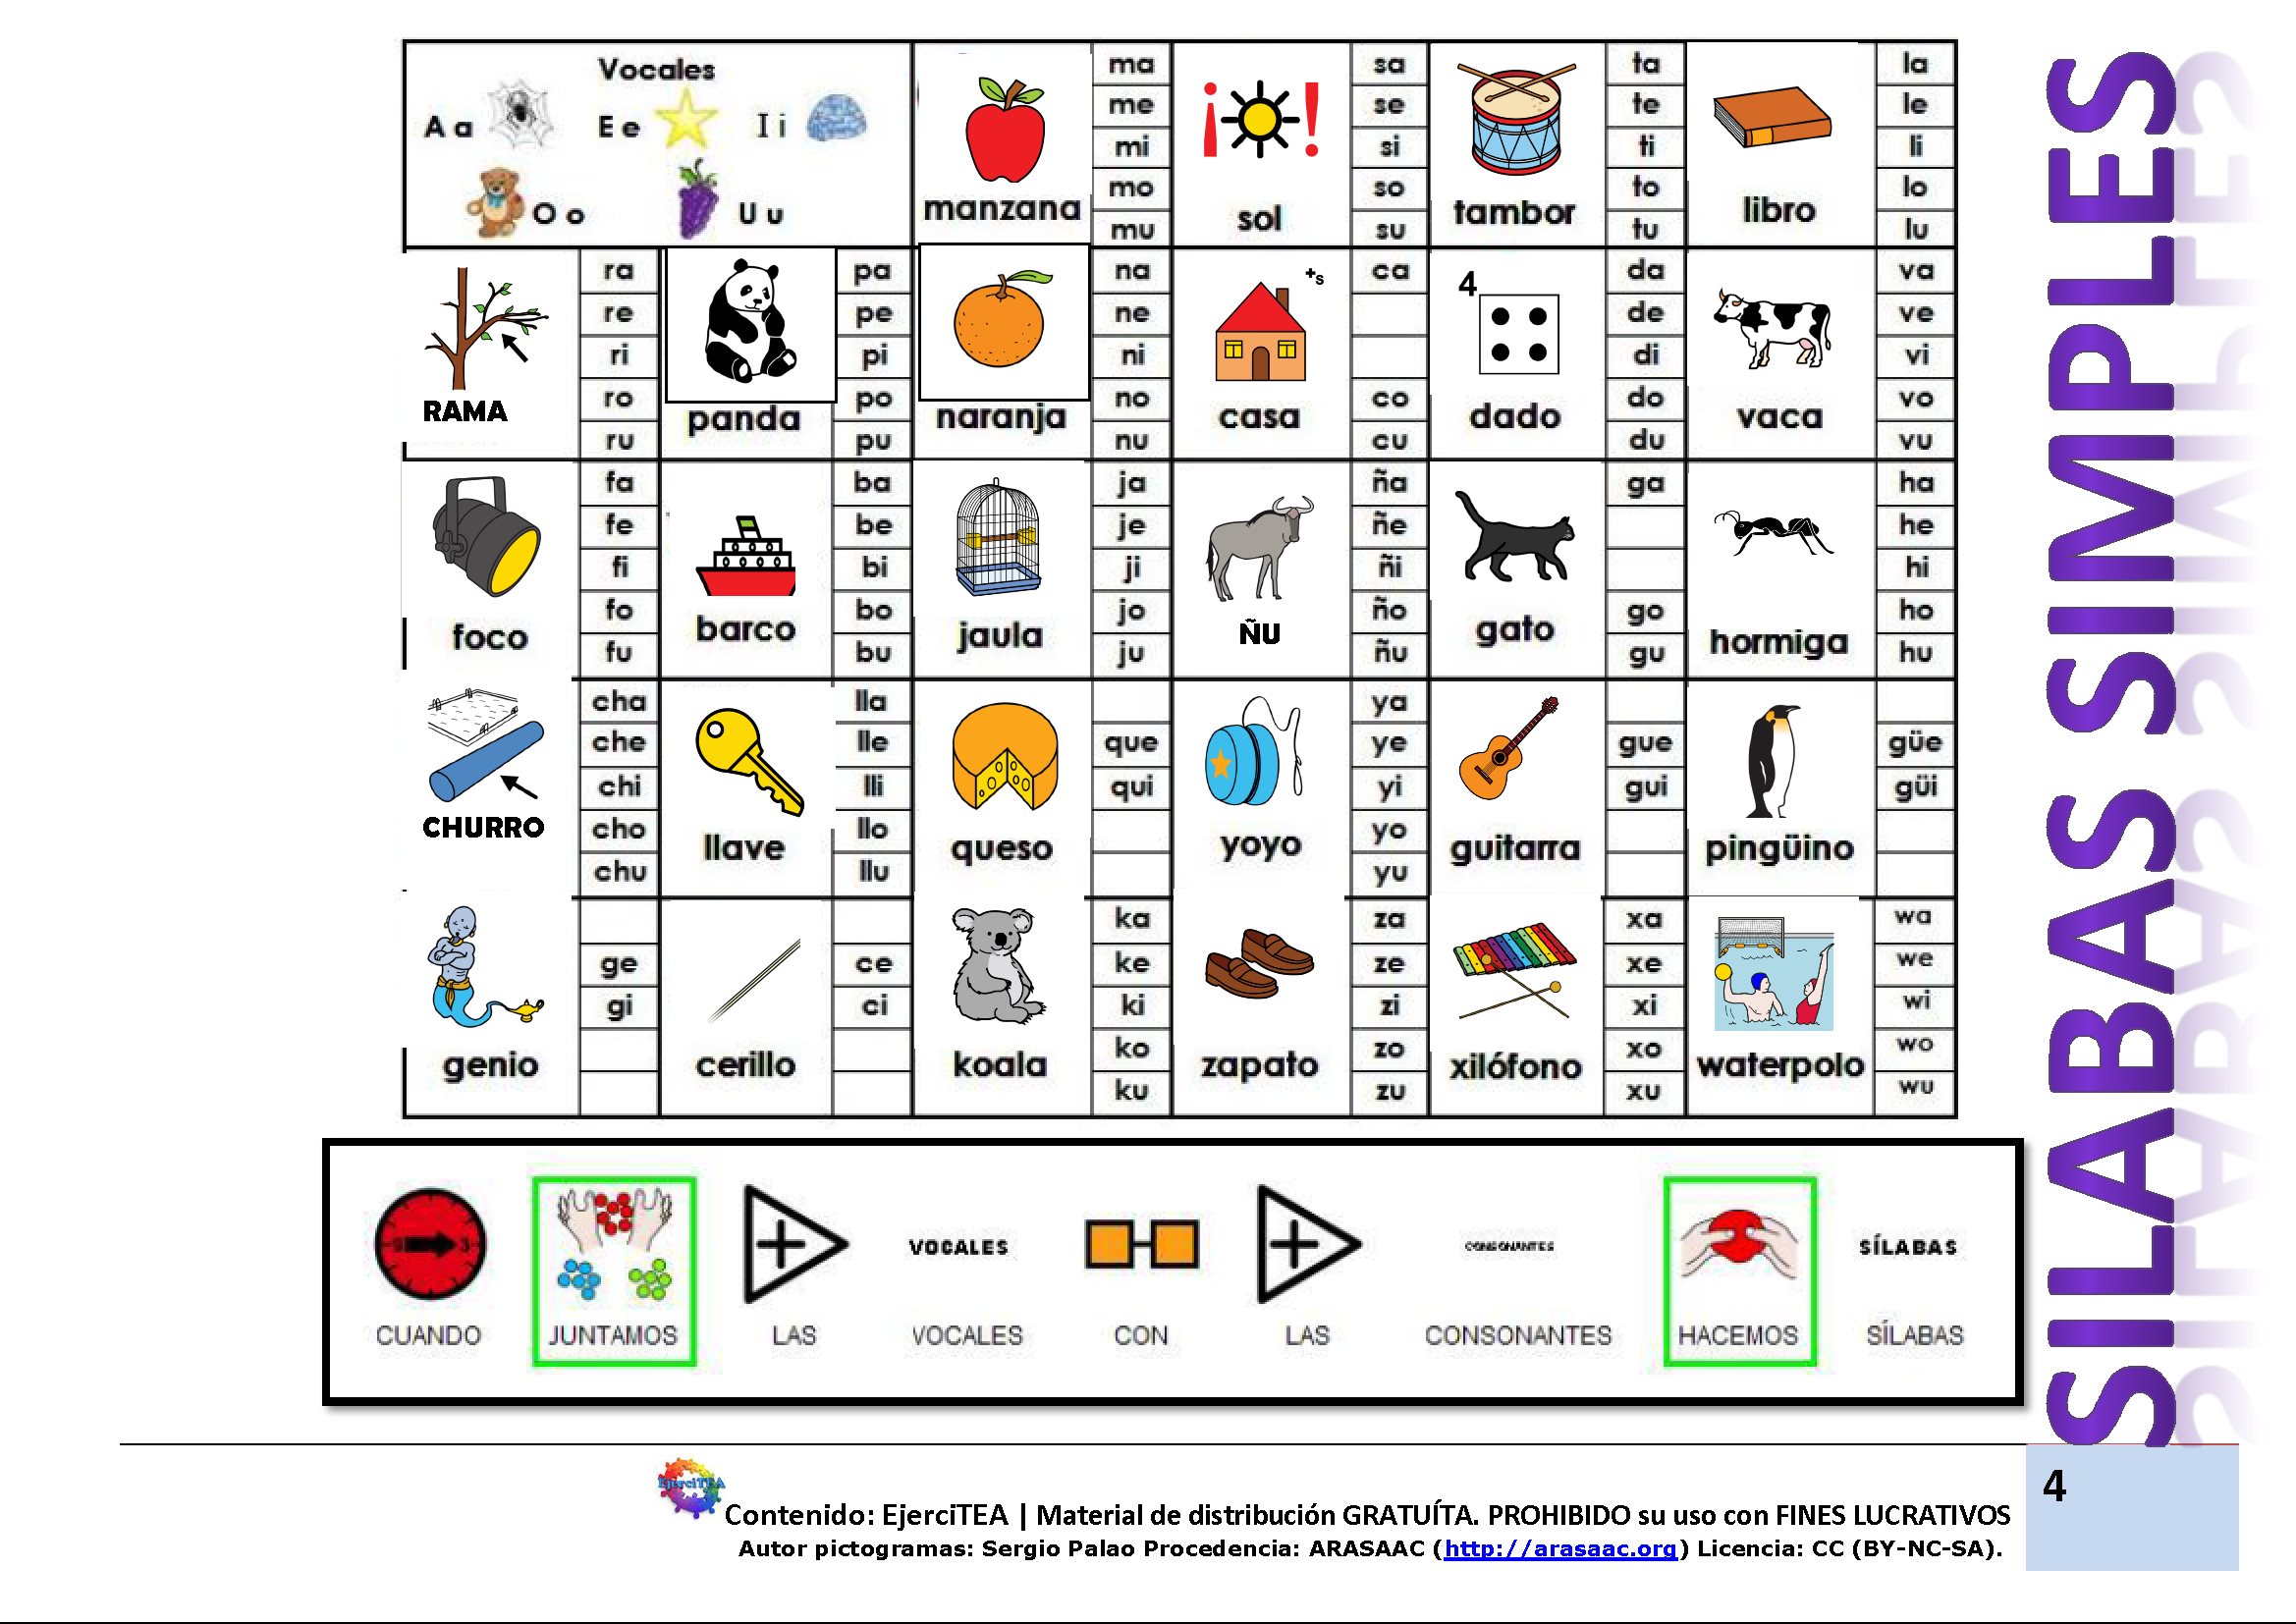 Vocales
A a E e I i
O o U u
manzana
ma
me
mi
mo
mu
sol
sa
se
si
so
su
tambor
ta
te
ti
to
tu
libro
la
le
li
lo
lu
RAMA
ra
re
ri
ro
ru
panda
pa
pe
pi
po
pu
naranja
na
ne
ni
no
nu
+s
casa
ca
co
cu
4
dado
da
de
di
do
du
vaca
va
ve
vi
vo
vu
foco
fa
fe
fi
fo
fu
barco
ba
be
bi
bo
bu
jaula
ja
je
ji
jo
ju
ÑU
ña
ñe
ñi
ño
ñu
gato
ga
go
gu
hormiga
ha
he
hi
ho
hu
CHURRO
cha
che
chi
cho
chu
llave
lla
lle
lli
llo
llu
queso
que
qui
yoyo
ya
ye
yi
yo
yu
guitarra
gue
gui
pingüino
güe
güi
genio
ge
gi
cerillo
ce
ci
koala
ka
ke
ki
ko
ku
zapato
za
ze
zi
zo
zu
xilófono
xa
xe
xi
xo
xu
waterpolo
wa
we
wi
wo
wu
SILABAS SIMPLES
9 3
VOCALES CONSONANTES SÍLABAS
CUANDO JUNTAMOS LAS VOCALES CON LAS CONSONANTES HACEMOS SÍLABAS
EjerciTEA
Contenido: EjerciTEA | Material de distribución GRATUÍTA. PROHIBIDO su uso con FINES LUCRATIVOS
Autor pictogramas: Sergio Palao Procedencia: ARASAAC (http://arasaac.org) Licencia: CC (BY-NC-SA).
4